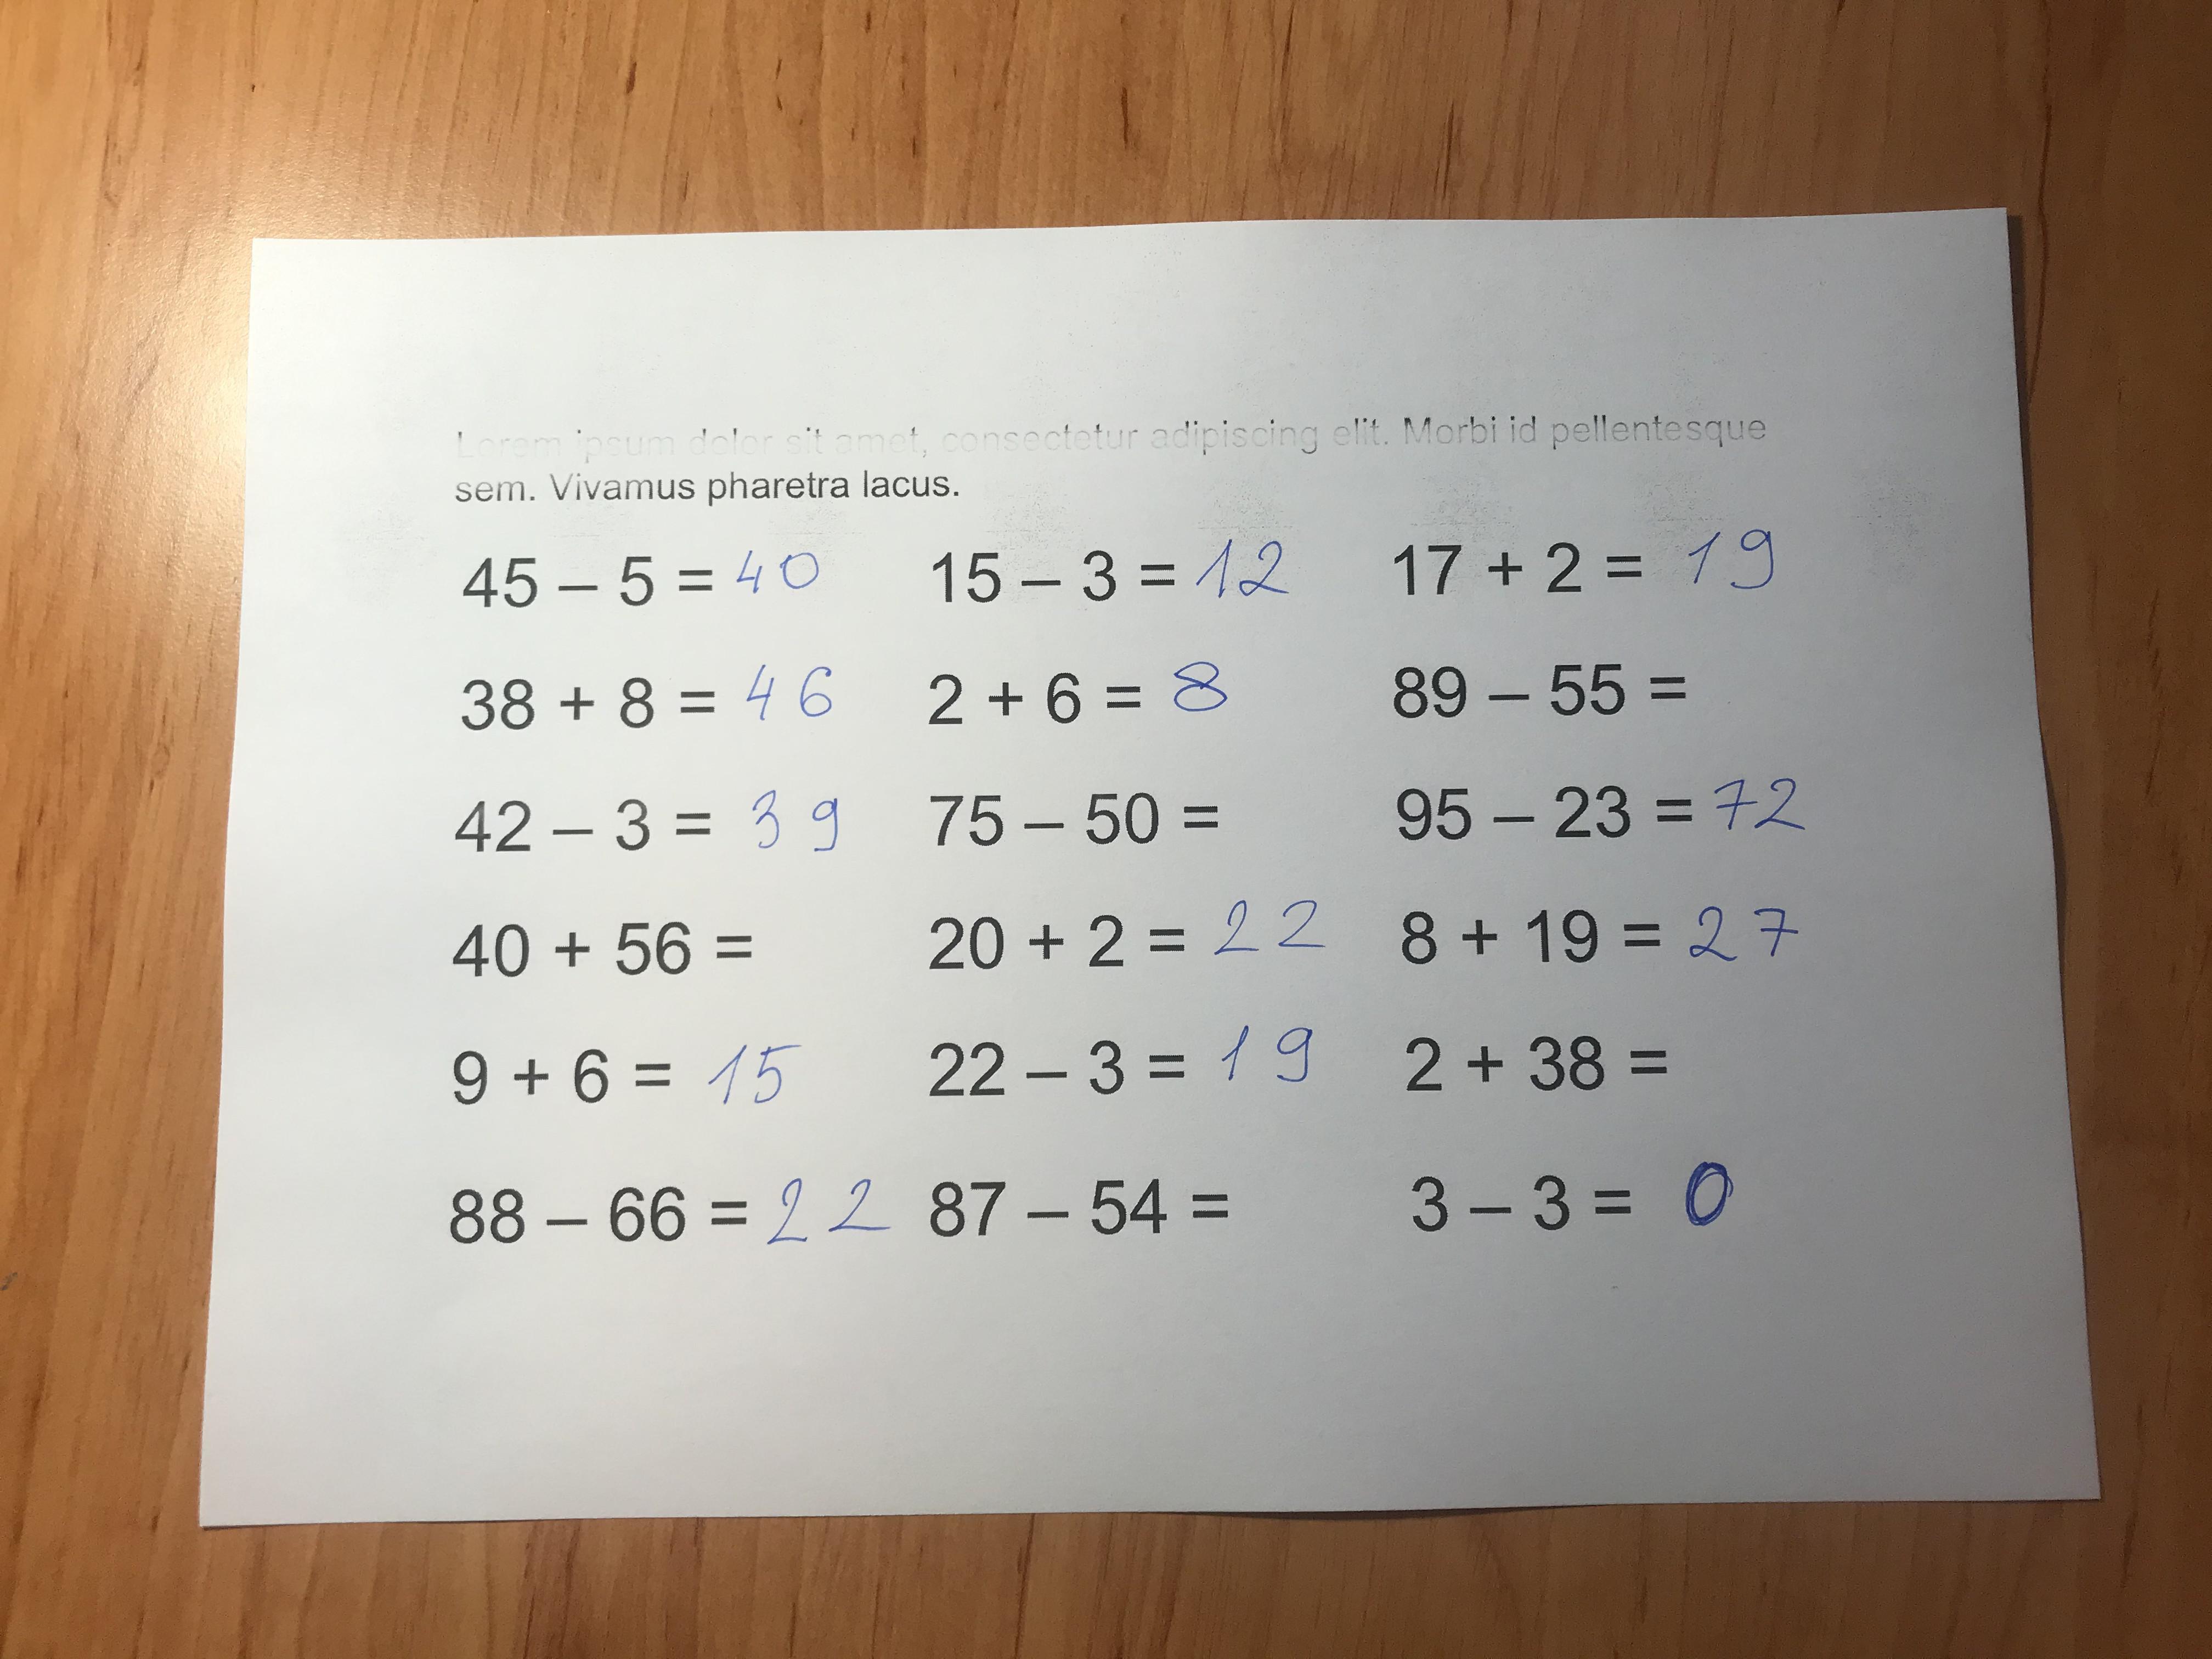 Lorem ipsum dolor sit amet, consectetur adipiscing elit. Morbi id pellentesque
sem. Vivamus pharetra lacus.
45 – 5 = 40 15 – 3 = 12 17 + 2 = 19
38 + 8 = 46 2 + 6 = 8 89 – 55 =
42 – 3 = 39 75 – 50 = 95 – 23 = 72
40 + 56 = 20 + 2 = 22 8 + 19 = 27
9 + 6 = 15 22 – 3 = 19 2 + 38 =
88 – 66 = 22 87 – 54 = 3 – 3 = 0